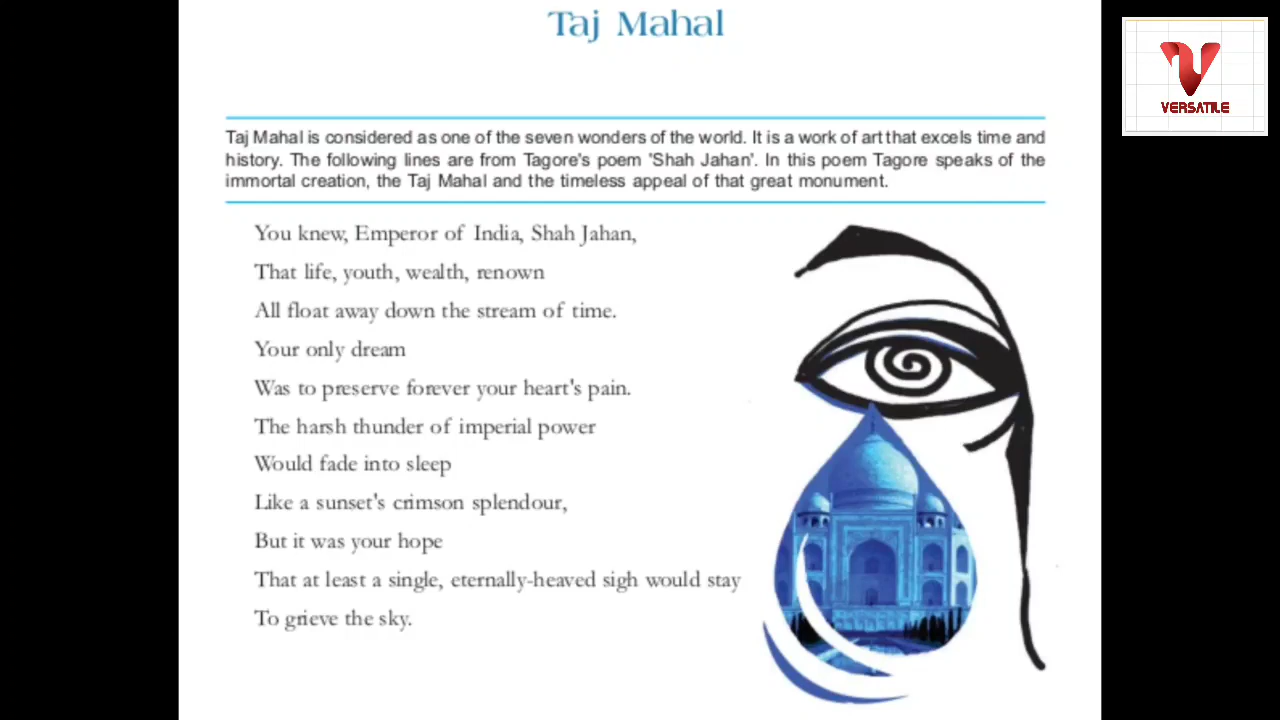 Taj Mahal
VERSATILE
Taj Mahal is considered as one of the seven wonders of the world. It is a work of art that excels time and
history. The following lines are from Tagore's poem 'Shah Jahan'. In this poem Tagore speaks of the
immortal creation, the Taj Mahal and the timeless appeal of that great monument.
You knew, Emperor of India, Shah Jahan,
That life, youth, wealth, renown
All float away down the stream of time.
Your only dream
Was to preserve forever your heart's pain.
The harsh thunder of imperial power
Would fade into sleep
Like a sunset's crimson splendour,
But it was your hope
That at least a single, eternally-heaved sigh would stay
To grieve the sky.